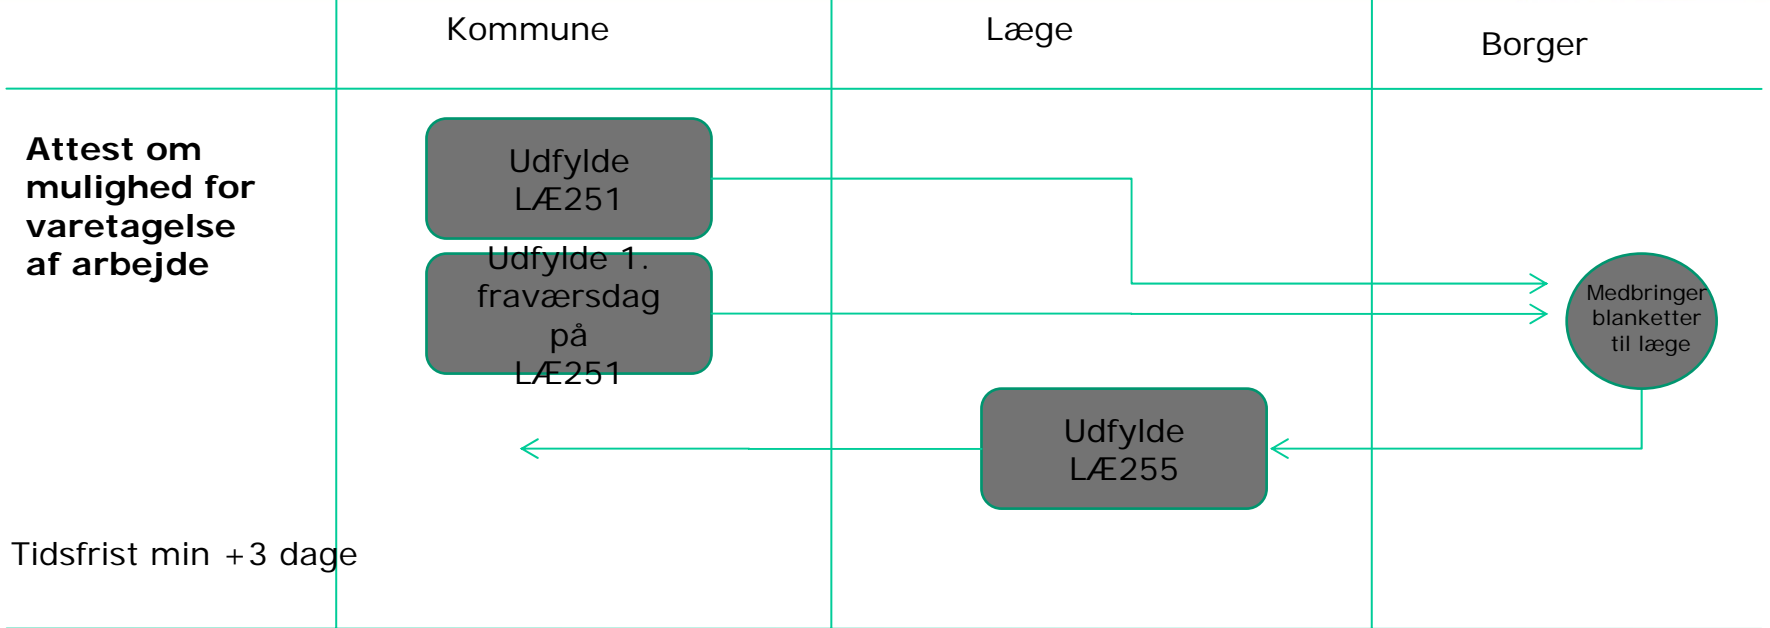 Kommune
Læge
Borger
Attest om
mulighed for
varetagelse
af arbejde
Udfylde
LÆ251
Udfylde 1.
fraværsdag
på
LÆ251
Medbringer
blanketter
til læge
Udfylde
LÆ255
Tidsfrist min +3 dage